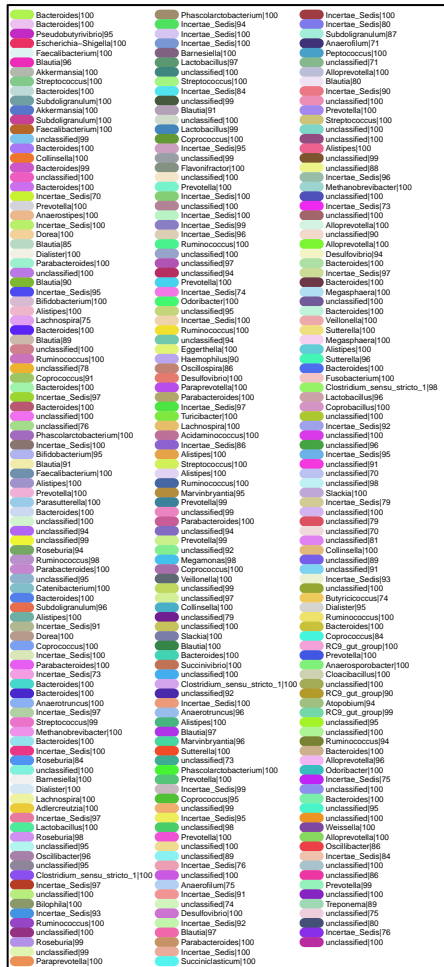 Bacteroides|100
Bacteroides|100
Pseudobutyrivibrio|95
Escherichia-Shigella|100
Faecalibacterium|100
Blautia|96
Akkermansia|100
Streptococcus|100
Bacteroides|100
Subdoligranulum|100
Akkermansia|100
Subdoligranulum|100
Faecalibacterium|100
unclassified|99
Bacteroides|100
Collinsella|100
Bacteroides|99
unclassified|100
Bacteroides|100
Incertae_Sedis|70
Prevotella|100
Anaerostipes|100
Incertae_Sedis|100
Dorea|100
Blautia|85
Dialister|100
Parabacteroides|100
unclassified|100
Blautia|90
Incertae_Sedis|95
Bifidobacterium|100
Alistipes|100
Lachnospira|75
Bacteroides|100
Blautia|89
unclassified|100
Ruminococcus|100
unclassified|78
Coprococcus|91
Bacteroides|100
Incertae_Sedis|97
Bacteroides|100
unclassified|100
unclassified|76
Phascolarctobacterium|100
Incertae_Sedis|100
Bifidobacterium|95
Blautia|91
Faecalibacterium|100
Alistipes|100
Prevotella|100
Parasutterella|100
Bacteroides|100
unclassified|100
unclassified|94
unclassified|99
Roseburia|94
Ruminococcus|98
Parabacteroides|100
unclassified|95
Catenibacterium|100
Bacteroides|100
Subdoligranulum|96
Alistipes|100
Incertae_Sedis|91
Dorea|100
Coprococcus|100
Incertae_Sedis|100
Parabacteroides|100
Incertae_Sedis|73
Bacteroides|100
Bacteroides|100
Anaerotruncus|100
Incertae_Sedis|97
Streptococcus|99
Methanobrevibacter|100
Bacteroides|100
Incertae_Sedis|100
Roseburia|84
unclassified|100
Barnesiella|100
Dialister|100
Lachnospira|100
Adlercreutzia|100
Incertae_Sedis|97
Lactobacillus|100
Roseburia|98
unclassified|95
Oscillibacter|96
unclassified|95
Clostridium_sensu_stricto_1|100
Incertae_Sedis|97
unclassified|100
Bilophila|100
Incertae_Sedis|93
Ruminococcus|100
unclassified|100
Roseburia|99
unclassified|99
Paraprevotella|100
Phascolarctobacterium|100
Incertae_Sedis|94
Incertae_Sedis|100
Incertae_Sedis|100
Barnesiella|100
Lactobacillus|97
unclassified|100
Streptococcus|100
Incertae_Sedis|84
unclassified|99
Blautia|91
unclassified|100
Lactobacillus|99
Coprococcus|100
Incertae_Sedis|95
unclassified|99
Flavonifractor|100
unclassified|100
Prevotella|100
Incertae_Sedis|100
unclassified|100
Incertae_Sedis|100
Incertae_Sedis|99
Incertae_Sedis|96
Ruminococcus|100
unclassified|100
unclassified|97
unclassified|94
Prevotella|100
Incertae_Sedis|74
Odoribacter|100
unclassified|95
Incertae_Sedis|100
Ruminococcus|100
unclassified|94
Eggerthella|100
Haemophilus|90
Oscillospira|86
Desulfovibrio|100
Paraprevotella|100
Parabacteroides|100
Incertae_Sedis|97
Turicibacter|100
Lachnospira|100
Acidaminococcus|100
Incertae_Sedis|86
Alistipes|100
Streptococcus|100
Alistipes|100
Ruminococcus|100
Marvinbryantia|95
Prevotella|99
unclassified|99
Parabacteroides|100
unclassified|94
Prevotella|99
unclassified|92
Megamonas|98
Coprococcus|100
Veillonella|100
unclassified|99
unclassified|97
Collinsella|100
unclassified|79
unclassified|100
Slackia|100
Blautia|100
Bacteroides|100
Succinivibrio|100
unclassified|100
Clostridium_sensu_stricto_1|100
unclassified|92
Incertae_Sedis|100
Anaerotruncus|96
Alistipes|100
Blautia|97
Marvinbryantia|96
Sutterella|100
unclassified|73
Phascolarctobacterium|100
Prevotella|100
Incertae_Sedis|99
Coprococcus|95
unclassified|99
unclassified|98
Prevotella|100
unclassified|100
unclassified|89
Incertae_Sedis|76
unclassified|100
Anaerofilum|75
Incertae_Sedis|91
unclassified|74
Desulfovibrio|100
Incertae_Sedis|92
Blautia|97
Parabacteroides|100
Incertae_Sedis|100
Succiniclasticum|100
Incertae_Sedis|100
Incertae_Sedis|80
Subdoligranulum|87
Anaerofilum|71
Peptococcus|100
unclassified|71
Alloprevotella|100
Blautia|80
Incertae_Sedis|90
unclassified|100
Prevotella|100
Streptococcus|100
unclassified|100
unclassified|100
Alistipes|100
unclassified|99
unclassified|88
Incertae_Sedis|96
Methanobrevibacter|100
unclassified|100
Incertae_Sedis|73
unclassified|100
Alloprevotella|100
unclassified|90
Alloprevotella|100
Desulfovibrio|94
Bacteroides|100
Incertae_Sedis|97
Bacteroides|100
Megasphaera|100
unclassified|100
Bacteroides|100
Veillonella|100
Sutterella|100
Megasphaera|100
Alistipes|100
Sutterella|96
Bacteroides|100
Fusobacterium|100
Clostridium_sensu_stricto_1|98
Lactobacillus|96
Coprobacillus|100
unclassified|100
Incertae_Sedis|92
unclassified|100
unclassified|96
Incertae_Sedis|95
unclassified|91
unclassified|70
unclassified|98
Slackia|100
Incertae_Sedis|79
unclassified|100
unclassified|79
unclassified|70
unclassified|81
Collinsella|100
unclassified|89
unclassified|91
Incertae_Sedis|93
unclassified|100
Butyricicoccus|74
Dialister|95
Ruminococcus|100
Bacteroides|100
Coprococcus|84
RC9_gut_group|100
Prevotella|100
Anaerosporobacter|100
Cloacibacillus|100
unclassified|100
RC9_gut_group|90
Atopobium|94
RC9_gut_group|99
unclassified|95
unclassified|100
Ruminococcus|94
Bacteroides|100
Alloprevotella|96
Odoribacter|100
Incertae_Sedis|75
unclassified|100
Bacteroides|100
unclassified|95
unclassified|100
Weissella|100
Alloprevotella|100
Oscillibacter|86
Incertae_Sedis|84
unclassified|100
unclassified|86
Prevotella|99
unclassified|100
Treponema|89
unclassified|75
unclassified|80
Incertae_Sedis|76
unclassified|100